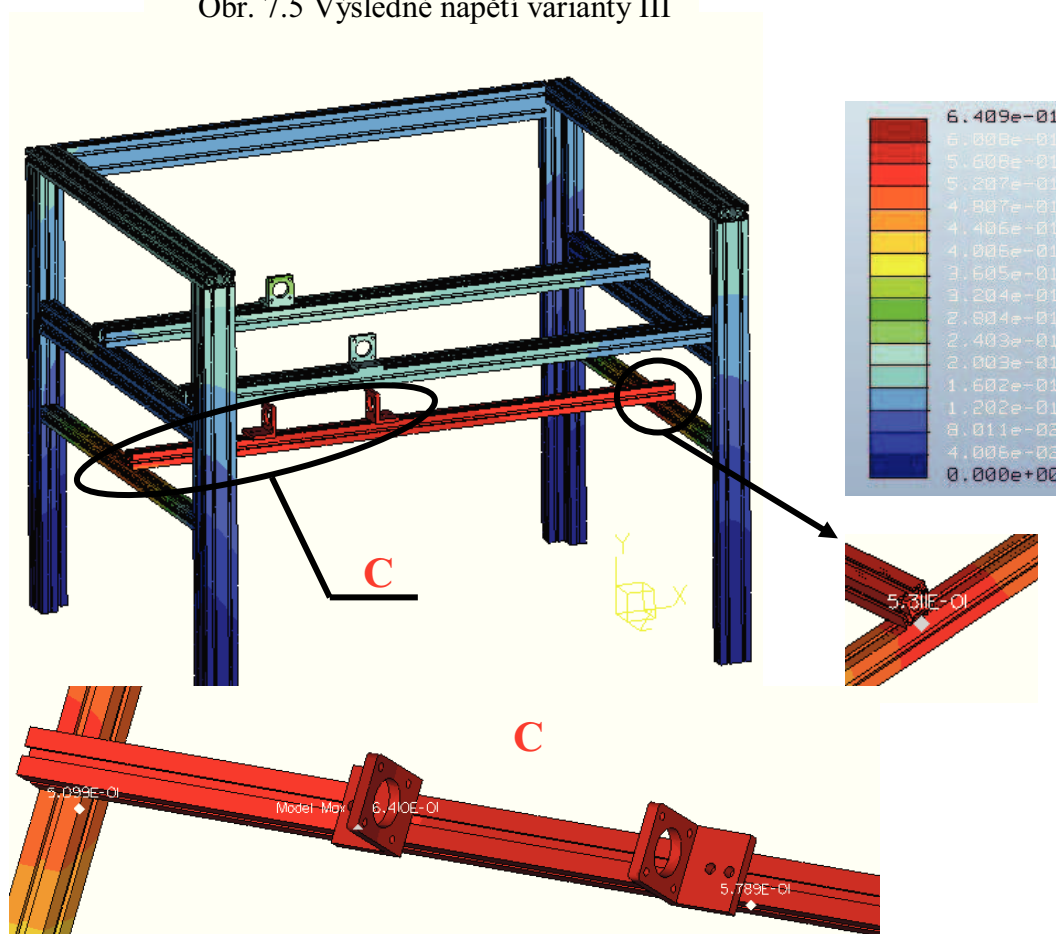 Obr. 7.5 Výsledné napětí varianty III
6.409e-01
6.008e-01
5.608e-01
5.207e-01
4.807e-01
4.406e-01
4.006e-01
3.605e-01
3.204e-01
2.804e-01
2.403e-01
2.003e-01
1.602e-01
1.202e-01
8.011e-02
4.006e-03
0.000e+00
C
Y
X
Z
5.311E-01
C
5.099E-01
Model Max 6.410E-01
5.789E-01